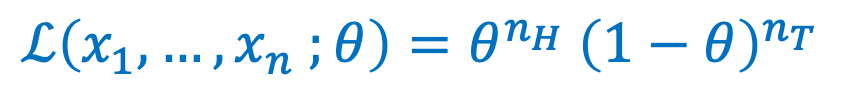 ℒ(x₁, … , xₙ ; θ) = θ^{n_H} (1 − θ)^{n_T}